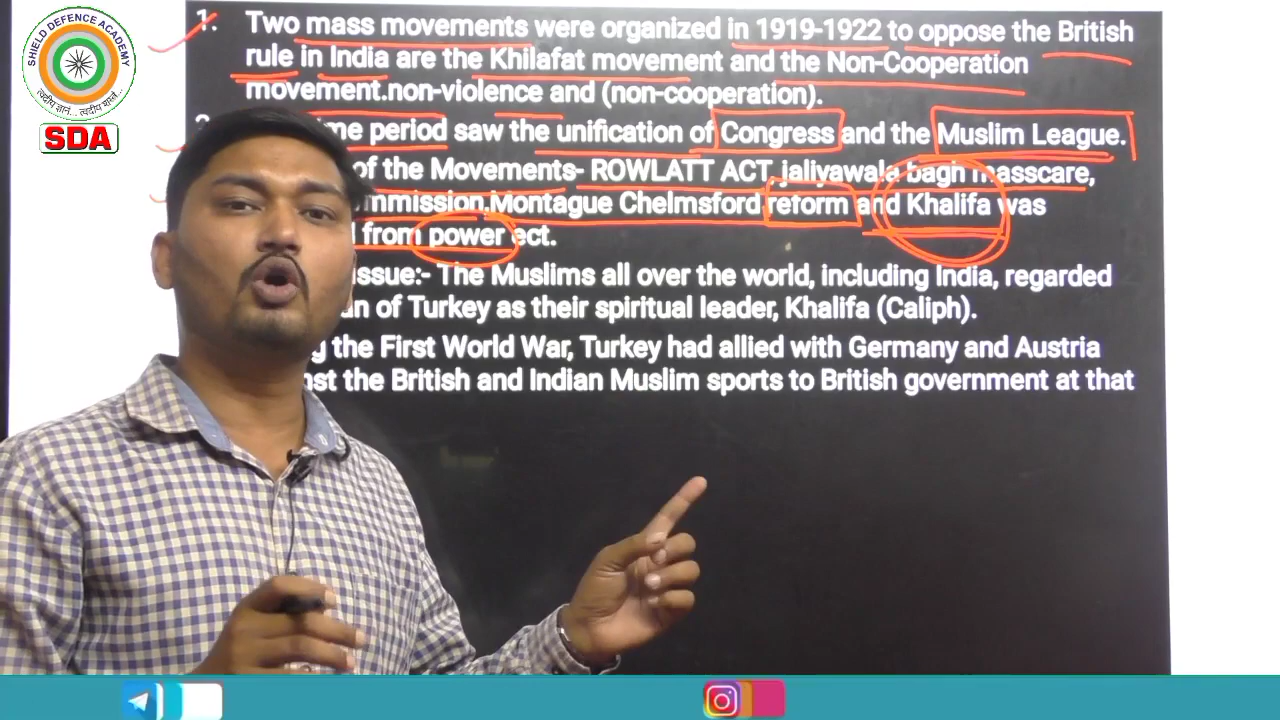 SHIELD DEFENCE ACADEMY
SDA
1. Two mass movements were organized in 1919-1922 to oppose the British
rule in India are the Khilafat movement and the Non-Cooperation
movement.non-violence and (non-cooperation).
me period saw the unification of Congress and the Muslim League.
of the Movements- ROWLATT ACT, jaliyawala bagh masscare,
mmission,Montague Chelmsford reform and Khalifa was
from power ect.
issue:- The Muslims all over the world, including India, regarded
an of Turkey as their spiritual leader, Khalifa (Caliph).
g the First World War, Turkey had allied with Germany and Austria
nst the British and Indian Muslim sports to British government at that